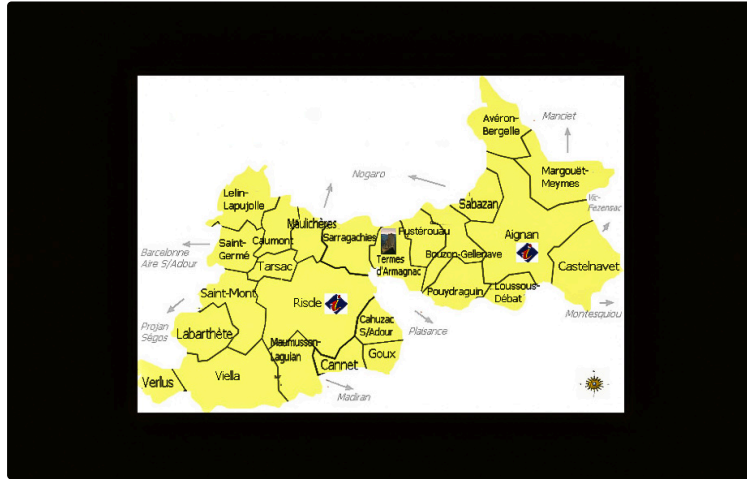 Avéron-
Bergelle
Manciet
Margouët-
Meymes
Nogaro
Vic-
Fezensac
Lelin-
Lapujolle
Sabazan
Maulichères
Fustérouau
Aignan
Sarragachies
Saint-
Germé
Caumont
Barcelonne
Aire S/Adour
Termes
d'Armagnac
Bouzon-Gellenave
Castelnavet
Tarsac
Saint-Mont
Riscle
Pouydraguin
Loussous-
Débat
Montesquiou
Projan
Ségos
Labarthète
Cahuzac
S/Adour
Plaisance
Maumusson-
Laguian
Goux
Cannet
Verlus
Viella
Madiran